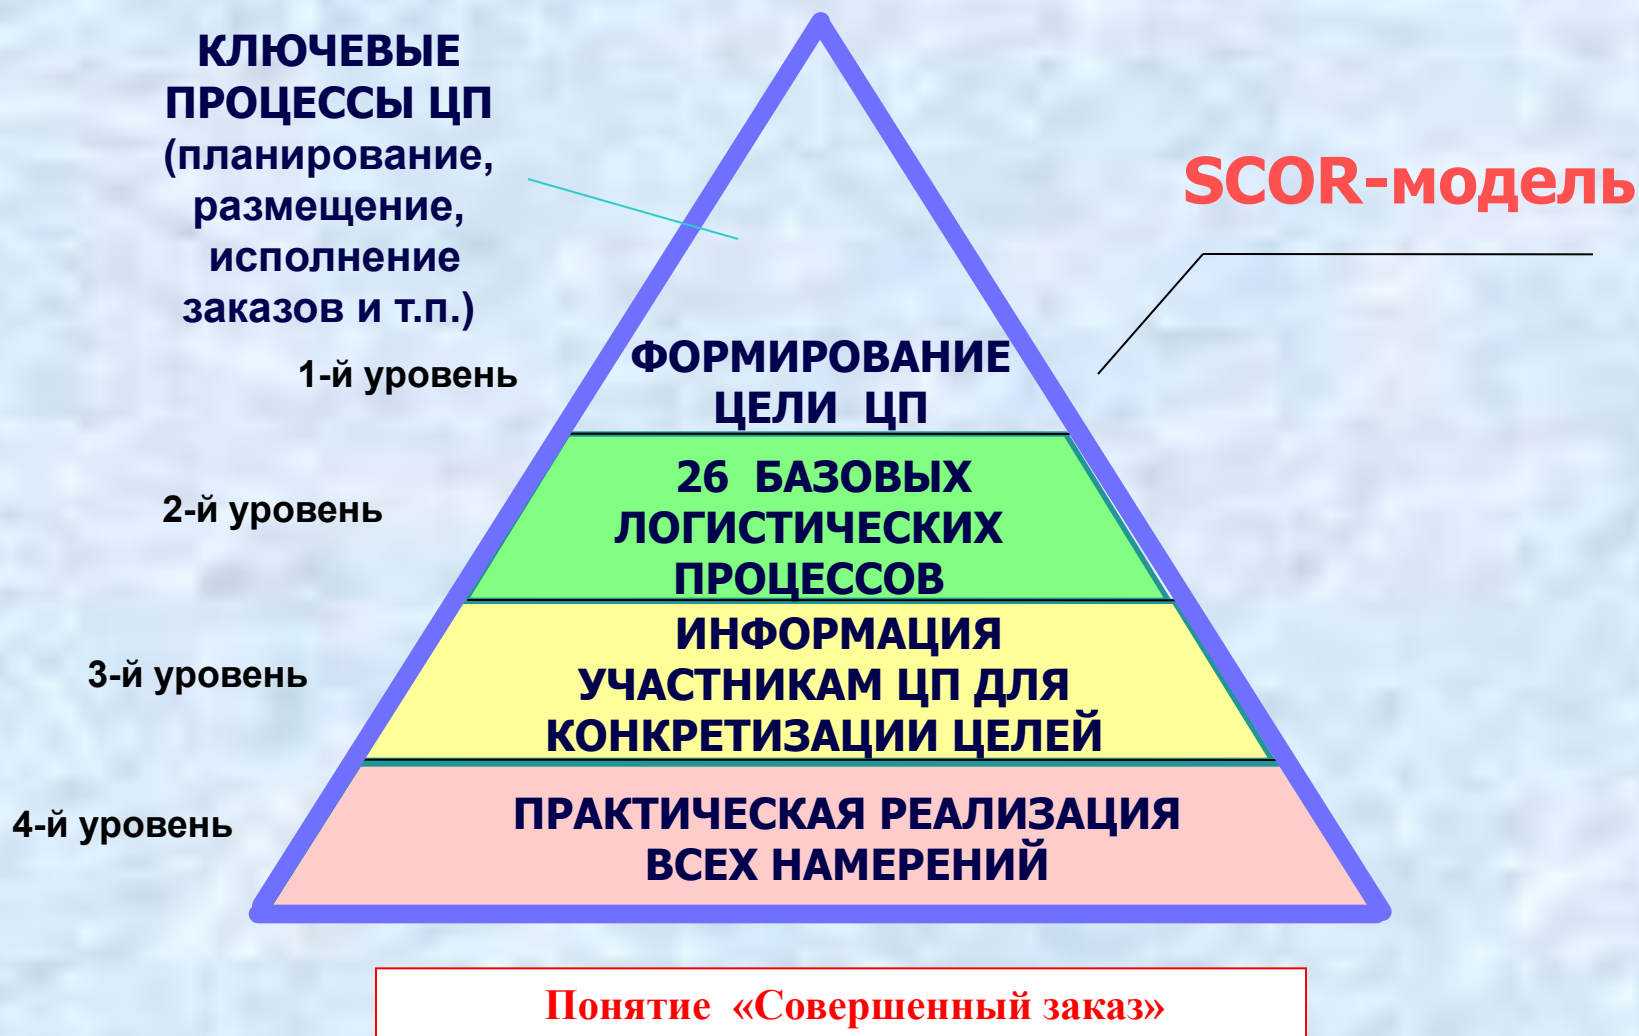 КЛЮЧЕВЫЕ
ПРОЦЕССЫ ЦП
(планирование,
размещение,
исполнение
заказов и т.п.)
SCOR-модель
1-й уровень
ФОРМИРОВАНИЕ
ЦЕЛИ ЦП
2-й уровень
26 БАЗОВЫХ
ЛОГИСТИЧЕСКИХ
ПРОЦЕССОВ
3-й уровень
ИНФОРМАЦИЯ
УЧАСТНИКАМ ЦП ДЛЯ
КОНКРЕТИЗАЦИИ ЦЕЛЕЙ
4-й уровень
ПРАКТИЧЕСКАЯ РЕАЛИЗАЦИЯ
ВСЕХ НАМЕРЕНИЙ
Понятие «Совершенный заказ»